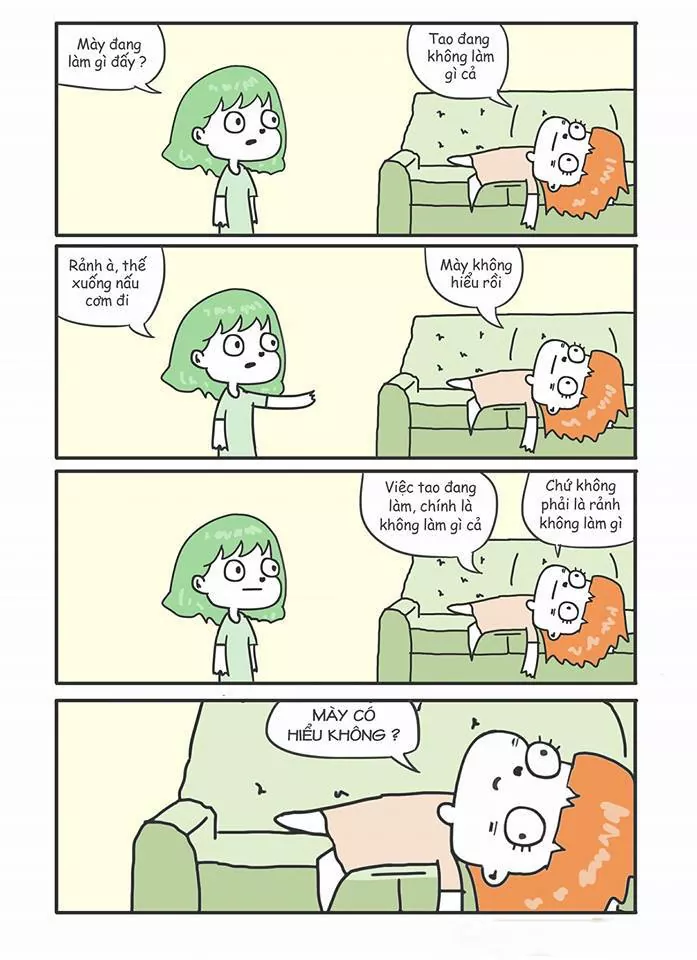 Mày đang
làm gì đấy ?
Tao đang
không làm
gì cả
Rảnh à, thế
xuống nấu
cơm đi
Mày không
hiểu rồi
Việc tao đang
làm, chính là
không làm gì cả
Chứ không
phải là rảnh
không làm gì
MÀY CÓ
HIỂU KHÔNG ?